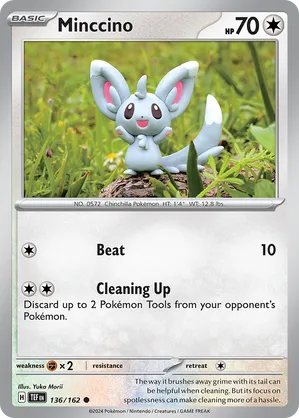 BASIC
Minccino
HP 70
NO. 0572 Chinchilla Pokémon. HT: 1'4" WT: 12.8 lbs
Beat 10
Cleaning Up
Discard up to 2 Pokémon Tools from your opponent's
Pokémon.
weakness ×2 resistance retreat
Illus. Yuka Morii
The way it brushes away grime with its tail can
be helpful when cleaning. But its focus on
spotlessness can make cleaning more of a hassle.
H TEF EN 136/162
©2024 Pokémon / Nintendo / Creatures / GAME FREAK